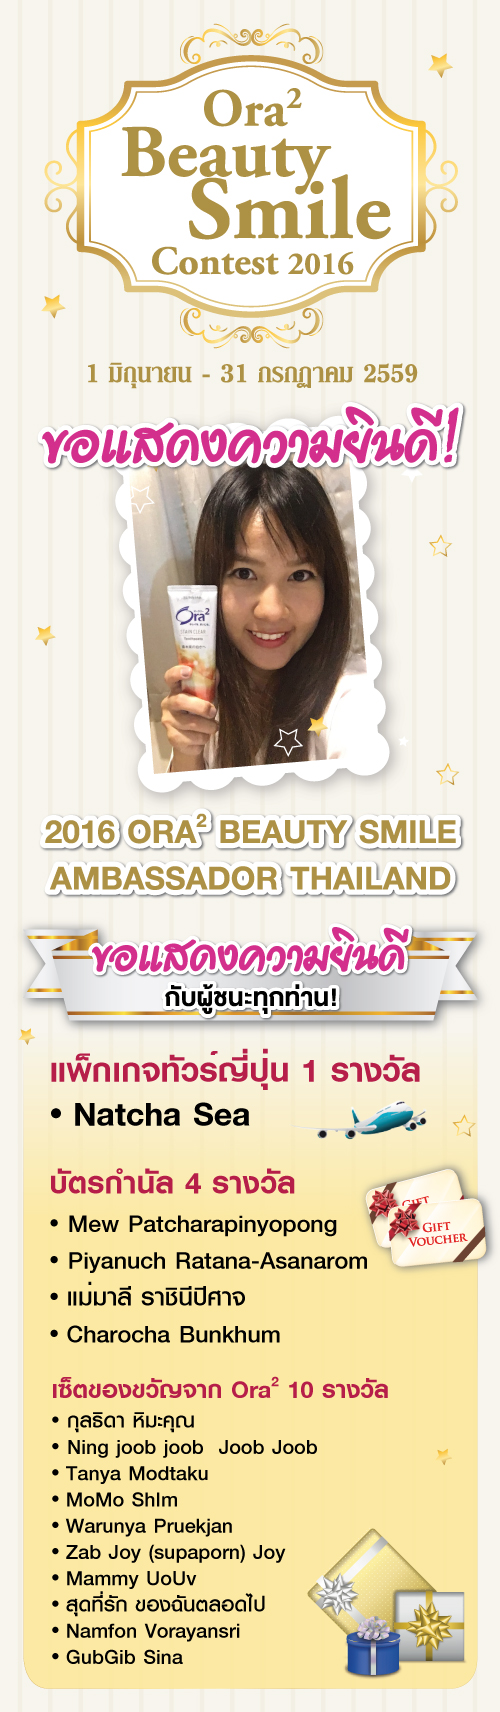 Ora²
Beauty
Smile
Contest 2016
1 มิถุนายน - 31 กรกฎาคม 2559
ขอแสดงความยินดี!
Ora²
STAIN CLEAR
2016 ORA² BEAUTY SMILE
AMBASSADOR THAILAND
ขอแสดงความยินดี
กับผู้ชนะทุกท่าน!
แพ็กเกจทัวร์ญี่ปุ่น 1 รางวัล
• Natcha Sea
บัตรกำนัล 4 รางวัล
• Mew Patcharapinyopong
• Piyanuch Ratana-Asanarom
• แม่มาลี ราชินีปีศาจ
• Charocha Bunkhum
GIFT
GIFT
VOUCHER
เซ็ตของขวัญจาก Ora² 10 รางวัล
• กุลธิดา หิมะคุณ
• Ning joob joob  Joob Joob
• Tanya Modtaku
• MoMo ShIm
• Warunya Pruekjan
• Zab Joy (supaporn) Joy
• Mammy UoUv
• สุดที่รัก ของฉันตลอดไป
• Namfon Vorayansri
• GubGib Sina